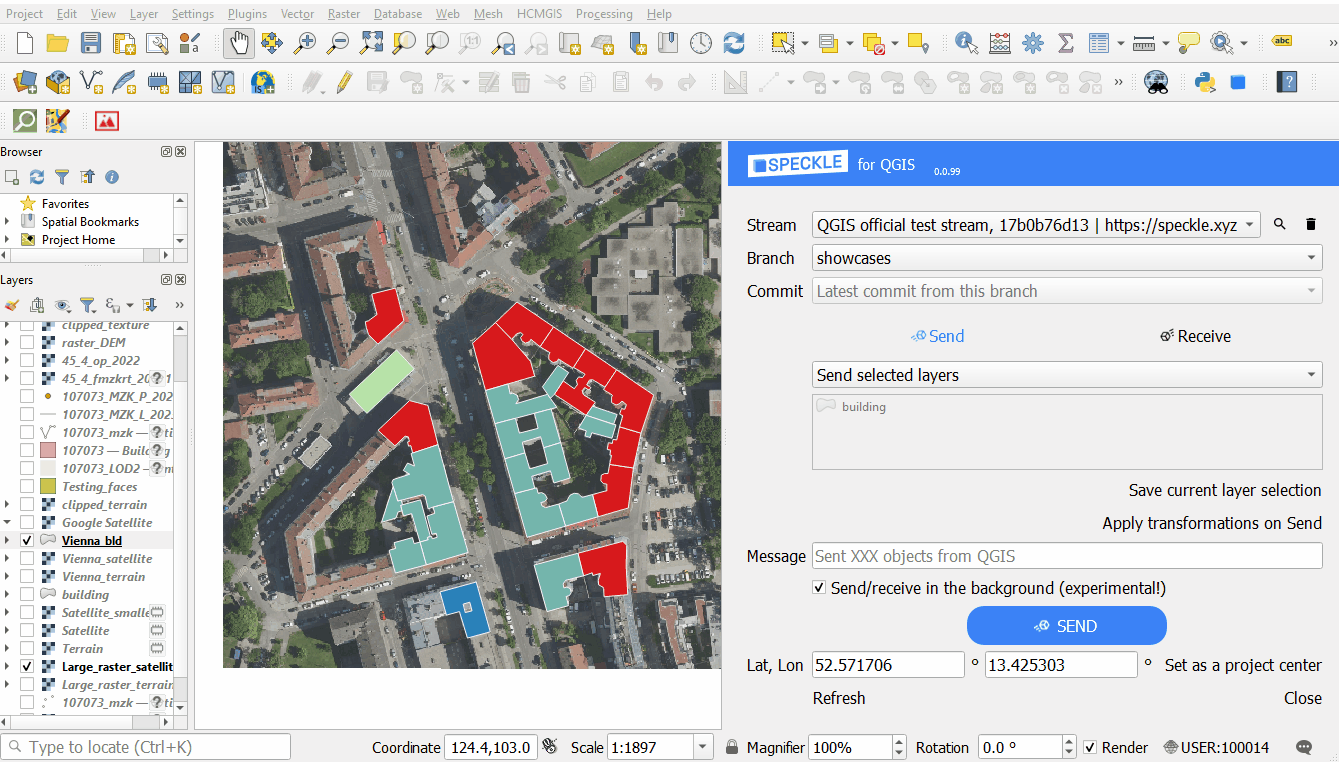 Project Edit View Layer Settings Plugins Vector Raster Database Web Mesh HCMGIS Processing Help
abc
Browser
Favorites
Spatial Bookmarks
Project Home
Layers
clipped_texture
raster_DEM
45_4_op_2022
45_4_fmzkrt_20 1
107073_MZK_P_202
107073_MZK_L_202.
107073_mzk — ti
107073 — Buildi g
107073_LOD2 — m
Testing_faces
clipped_terrain
Google Satellite
Vienna_bld
Vienna_satellite
Vienna_terrain
building
Satellite_smalle
Satellite
Terrain
Large_raster_satellit
Large_raster_terrain
107073_mzk — ti
SPECKLE for QGIS 0.0.99
Stream QGIS official test stream, 17b0b76d13 | https://speckle.xyz
Branch showcases
Commit Latest commit from this branch
Send Receive
Send selected layers
building
Save current layer selection
Apply transformations on Send
Message Sent XXX objects from QGIS
Send/receive in the background (experimental!)
SEND
Lat, Lon 52.571706 ° 13.425303 ° Set as a project center
Refresh Close
Type to locate (Ctrl+K) Coordinate 124.4,103.0 Scale 1:1897 Magnifier 100% Rotation 0.0 ° Render USER:100014